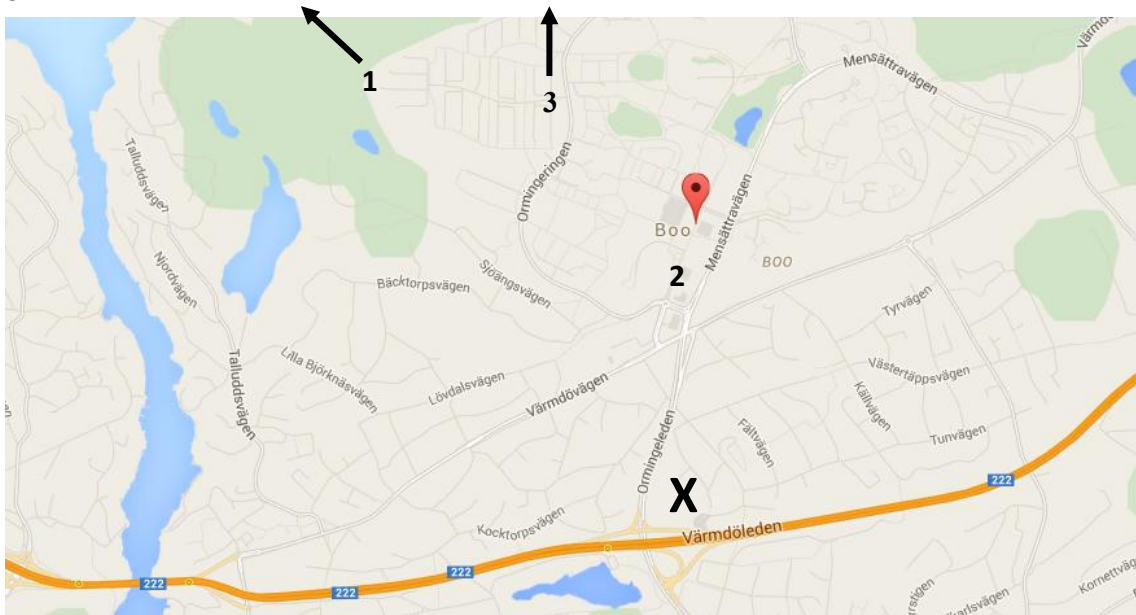 1
3
Värmdöv
Mensättravägen
Talluddsvägen
Ormingeringen
Mensättravägen
Boo
BOO
2
Njordvägen
Sjöängsvägen
Bäcktorpsvägen
Tyrvägen
Lilla Björknäsvägen
Talluddsvägen
Lövdalsvägen
Värmdövägen
Västertäppsvägen
Källvägen
Fältvägen
Tunvägen
Ormingeleden
X
222
Kocktorpsvägen
Värmdöleden
222
222
222
Kornettväg